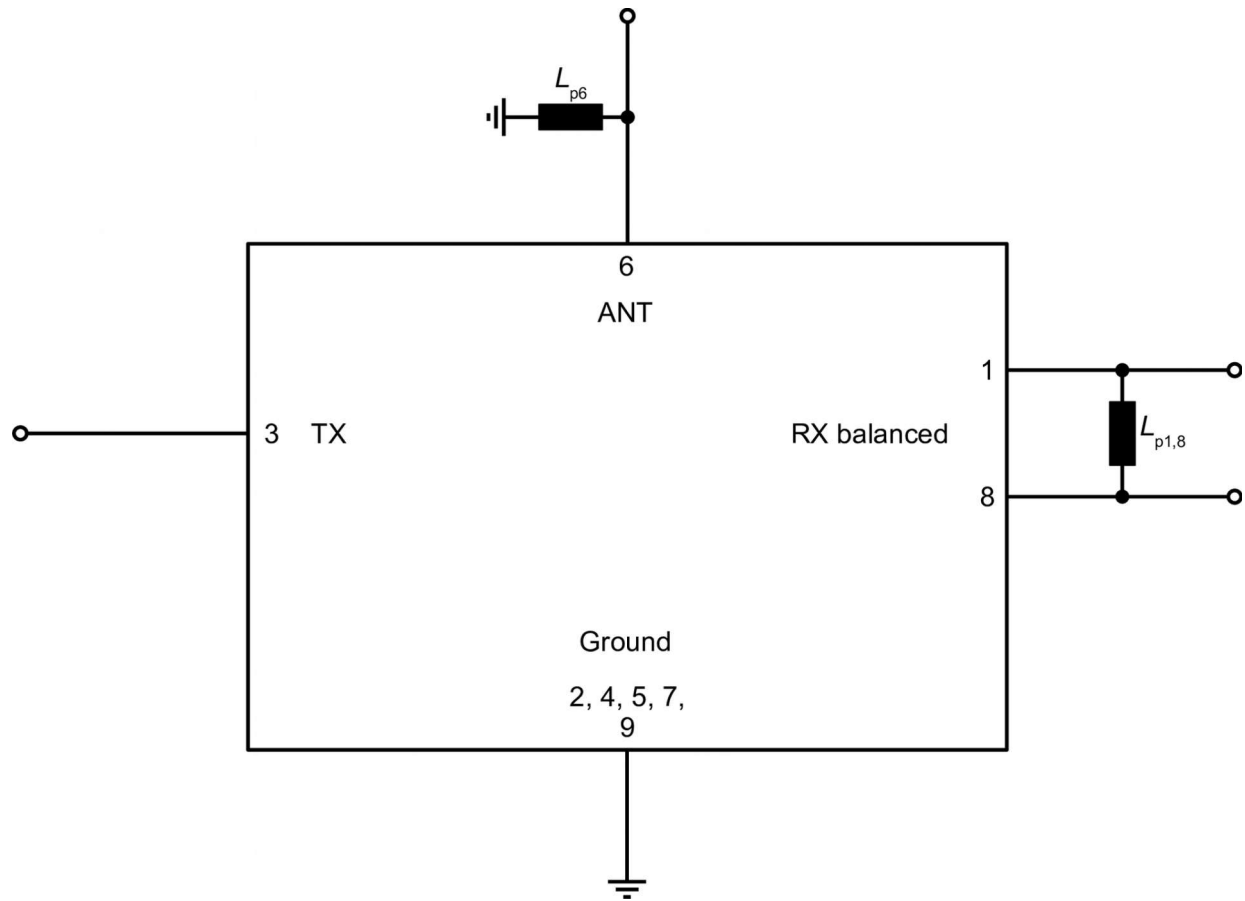 Lp6
6
ANT
1
3 TX
RX balanced
Lp1,8
8
Ground
2, 4, 5, 7,
9